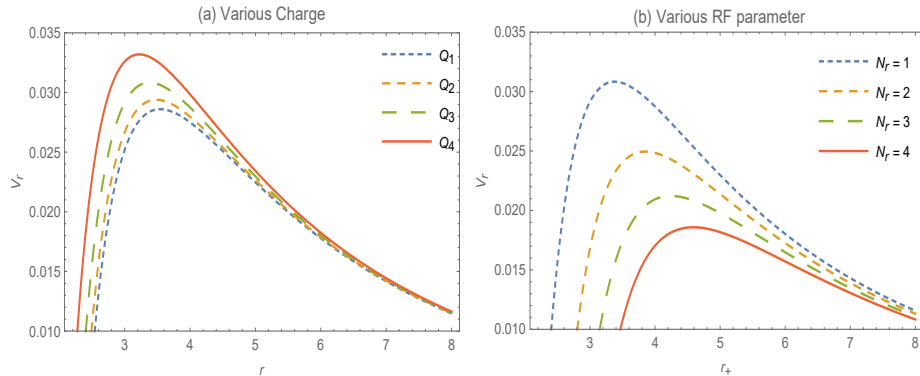 (a) Various Charge
0.035
0.030
0.025
0.020
0.015
0.010
Vr
3
4
5
6
7
8
r
Q1
Q2
Q3
Q4
(b) Various RF parameter
0.035
0.030
0.025
0.020
0.015
0.010
Vr
3
4
5
6
7
8
r+
Nr = 1
Nr = 2
Nr = 3
Nr = 4